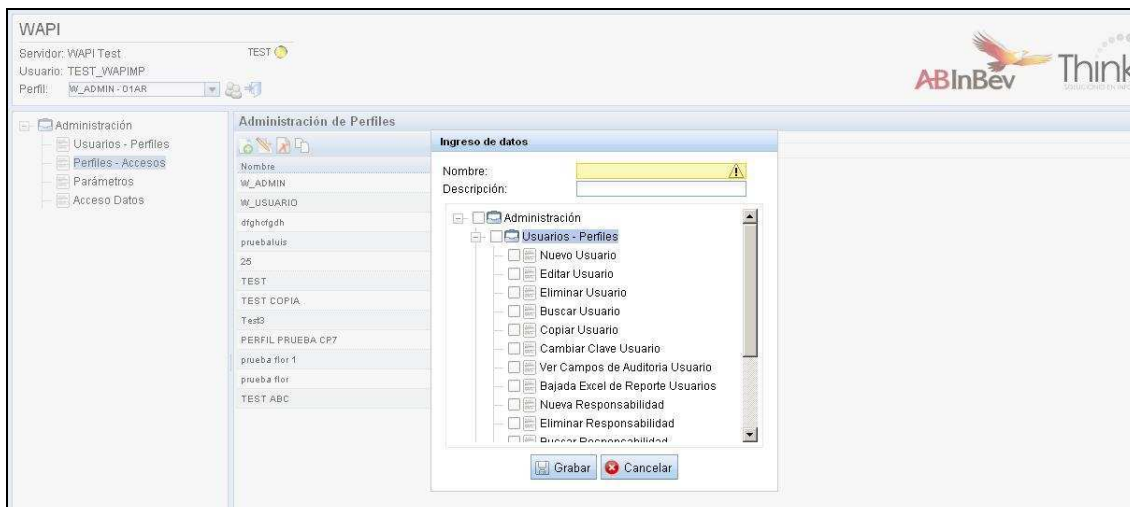 WAPI
Servidor: WAPI Test
TEST
Usuario: TEST_WAPIMP
Perfil:
W_ADMIN - 01AR
ABInBev
Think
Administración
Usuarios - Perfiles
Perfiles - Accesos
Parámetros
Acceso Datos
Administración de Perfiles
Nombre
W_ADMIN
W_USUARIO
dfghcfgdh
pruebaluis
25
TEST
TEST COPIA
Test3
PERFIL PRUEBA CP7
prueba flor 1
prueba flor
TEST ABC
Ingreso de datos
Nombre:
Descripción:
Administración
Usuarios - Perfiles
Nuevo Usuario
Editar Usuario
Eliminar Usuario
Buscar Usuario
Copiar Usuario
Cambiar Clave Usuario
Ver Campos de Auditoria Usuario
Bajada Excel de Reporte Usuarios
Nueva Responsabilidad
Eliminar Responsabilidad
Buscar Responsabilidad
Grabar
Cancelar